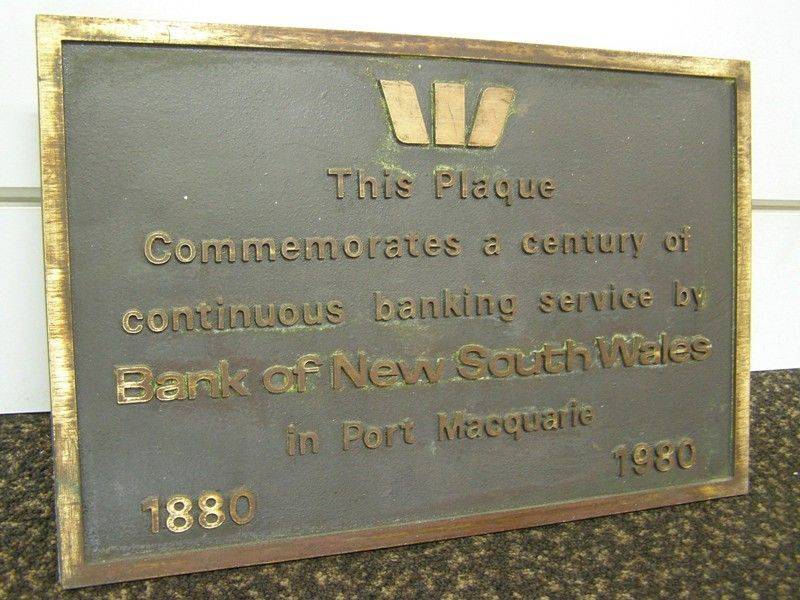 This Plaque
Commemorates a century of
continuous banking service by
Bank of New South Wales
in Port Macquarie
1980
1880